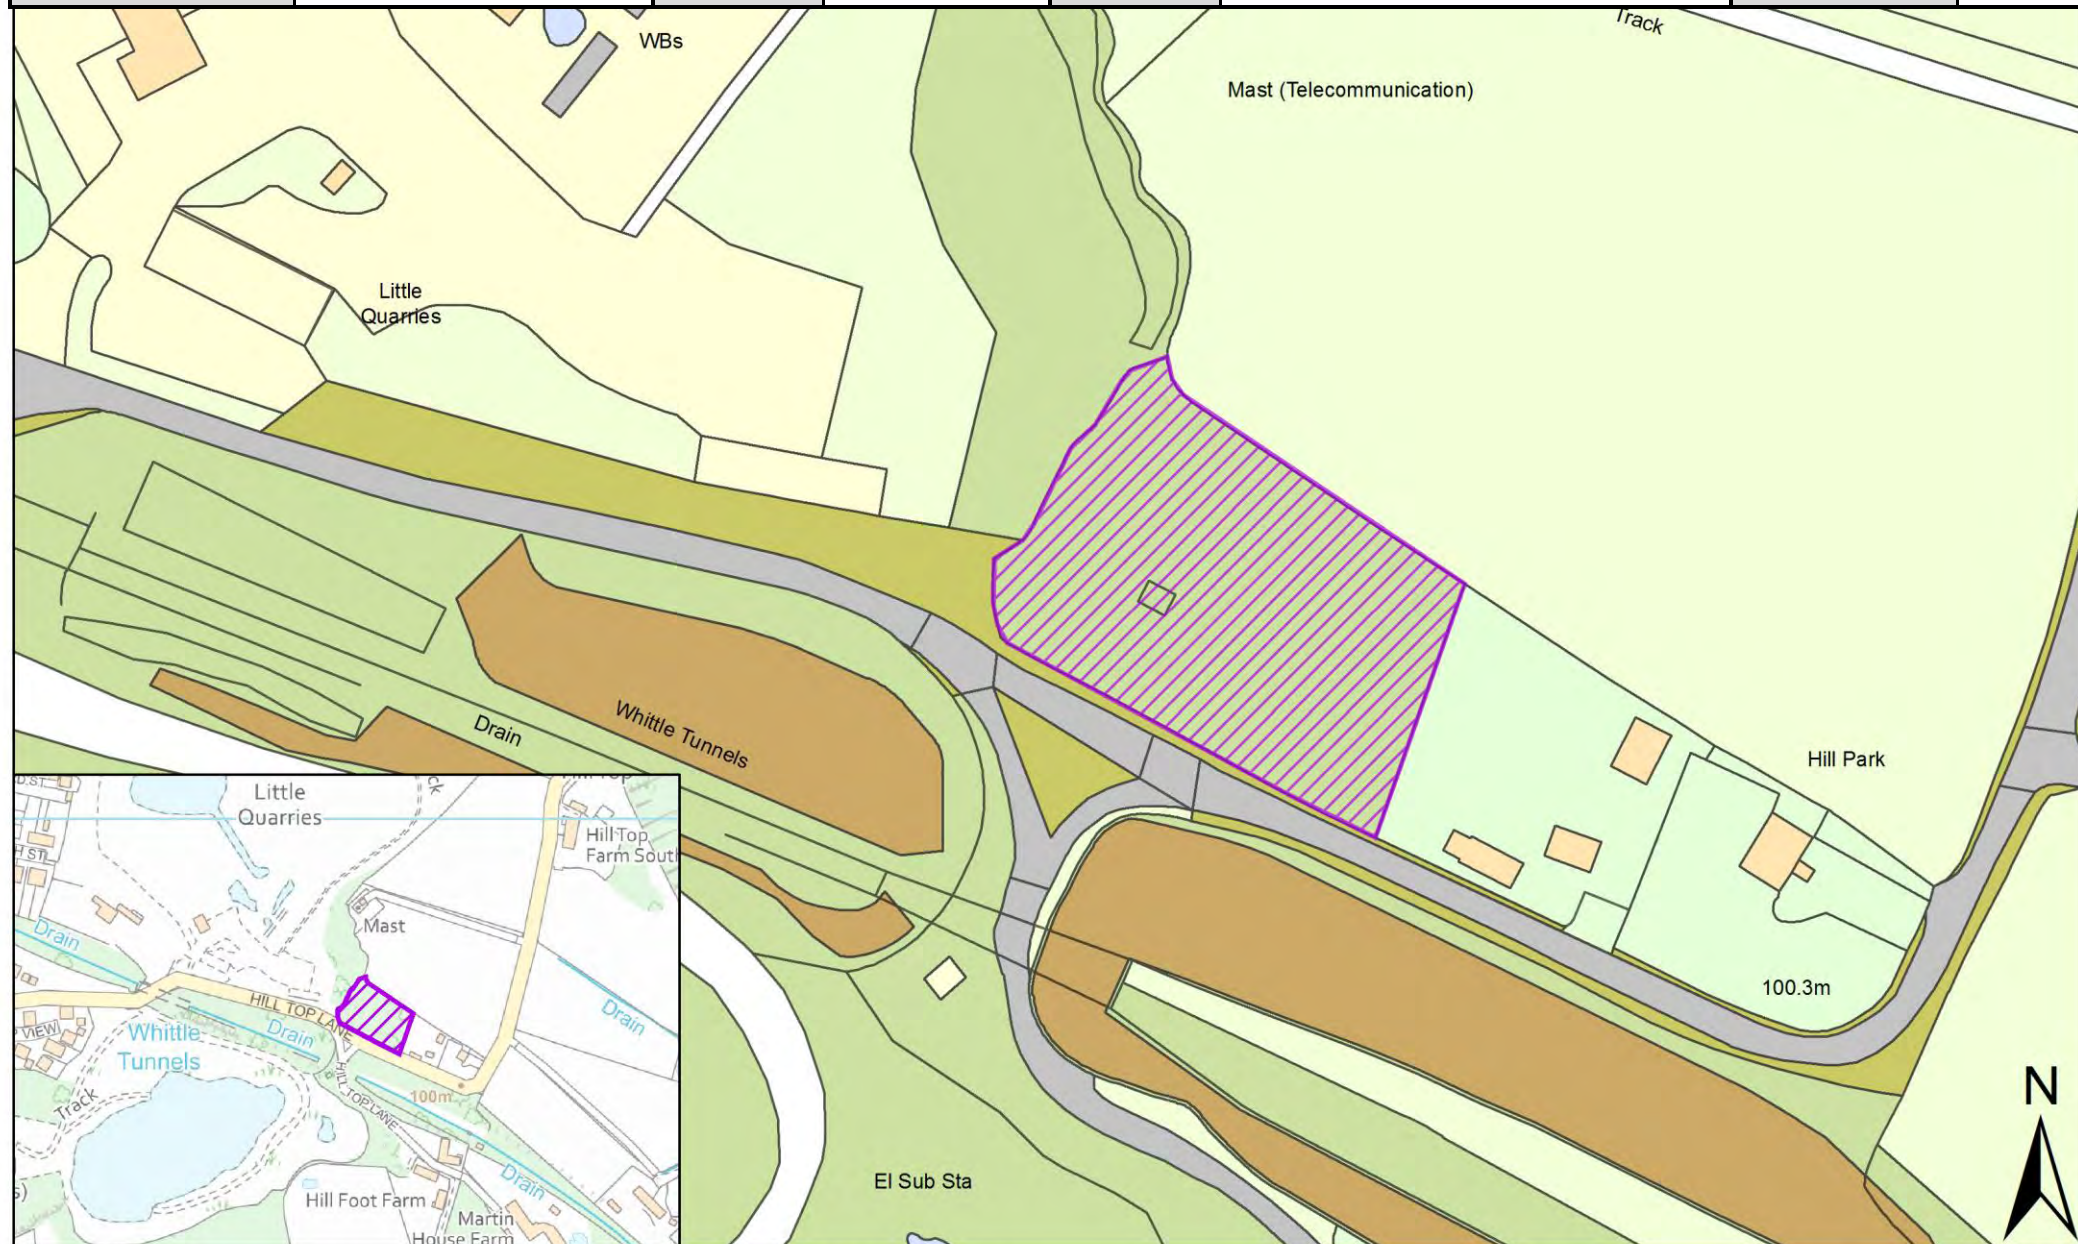 WBs
Track
Mast (Telecommunication)
Little
Quarries
Whittle Tunnels
Drain
Hill Park
100.3m
El Sub Sta
N
Little
Quarries
Hill Top
Farm South
Mast
Drain
HILL TOP LANE
Drain
Drain
VIEW
Whittle
Tunnels
HILL TOP LANE
100m
Track
Drain
Hill Foot Farm
Martin
House Farm